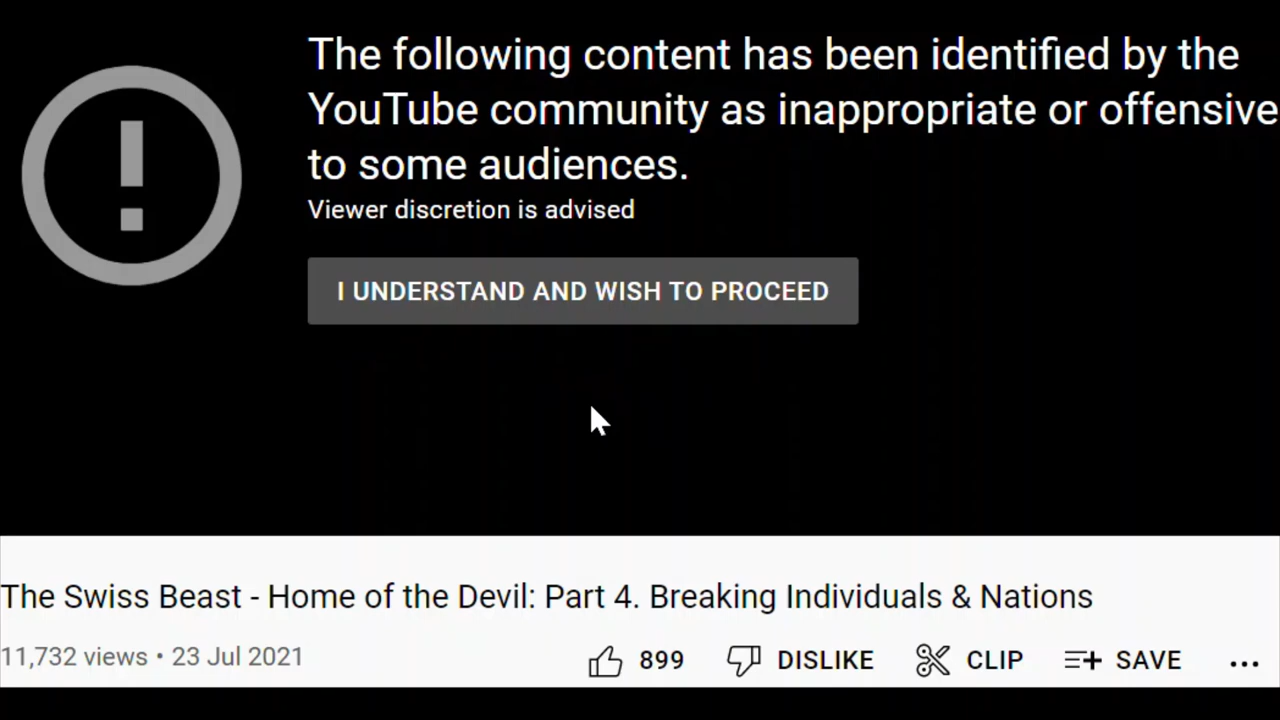 The following content has been identified by the
YouTube community as inappropriate or offensive
to some audiences.
Viewer discretion is advised
I UNDERSTAND AND WISH TO PROCEED
The Swiss Beast - Home of the Devil: Part 4. Breaking Individuals & Nations
11,732 views • 23 Jul 2021 899 DISLIKE CLIP SAVE ...